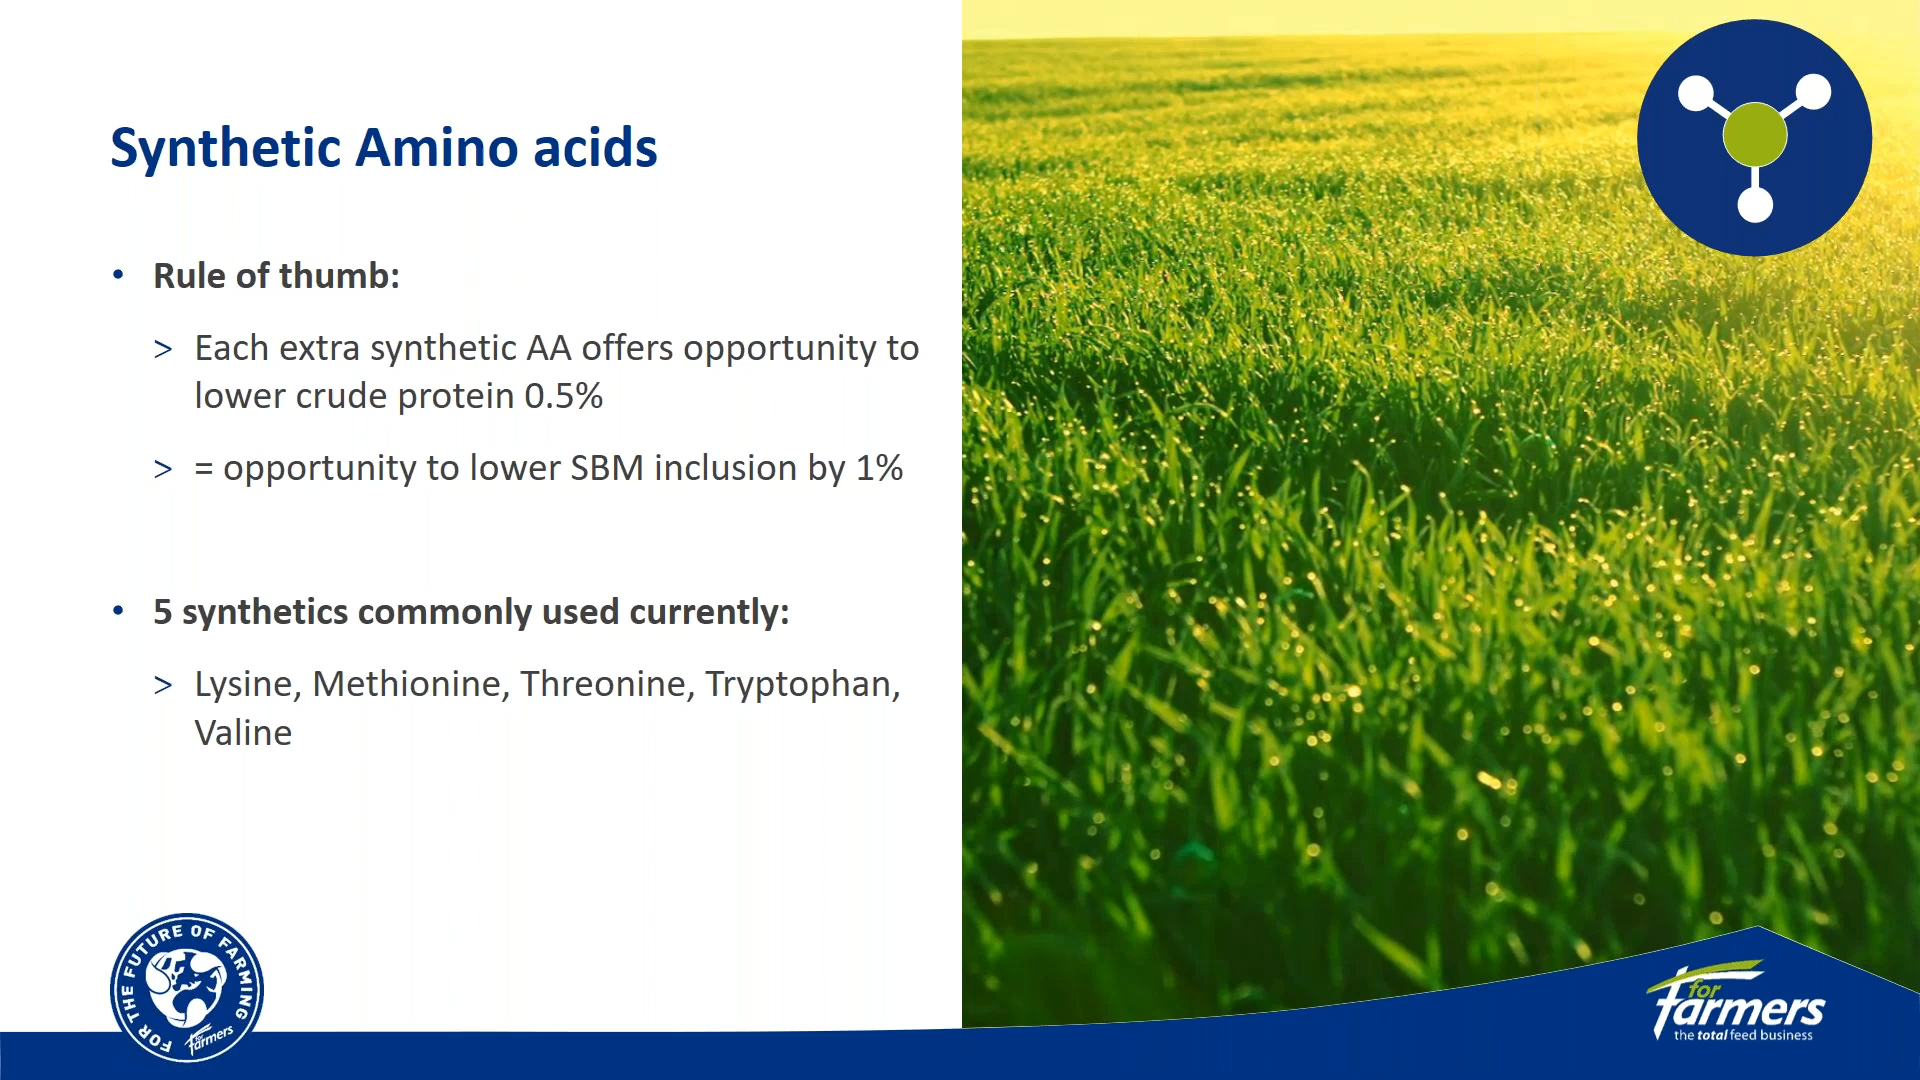 Synthetic Amino acids
• Rule of thumb:
> Each extra synthetic AA offers opportunity to
lower crude protein 0.5%
> = opportunity to lower SBM inclusion by 1%
• 5 synthetics commonly used currently:
> Lysine, Methionine, Threonine, Tryptophan,
Valine
FOR THE FUTURE OF FARMING
for
farmers
for
farmers
the total feed business